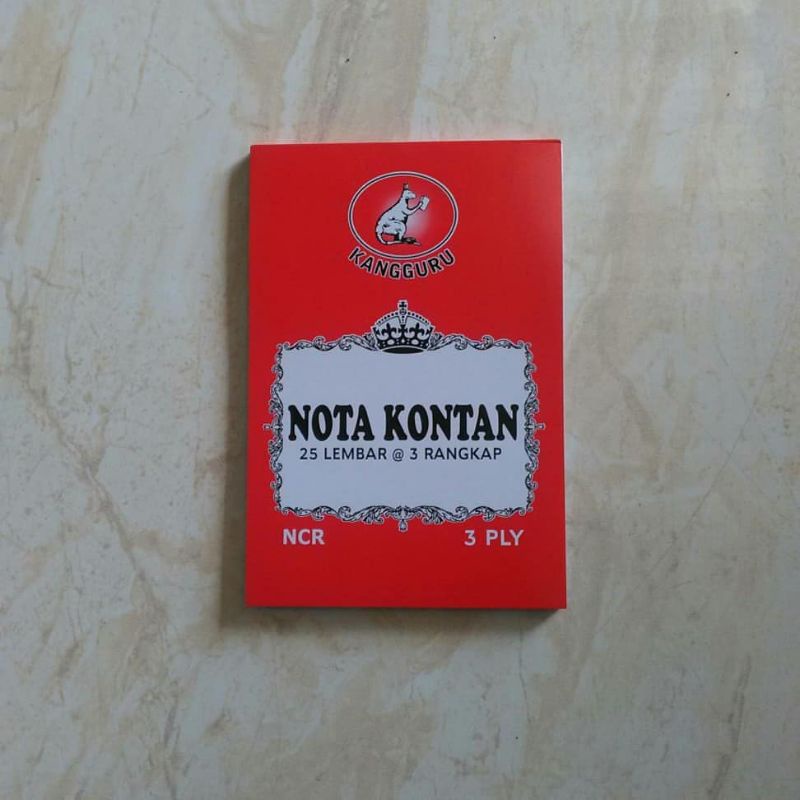 KANGGURU
NOTA KONTAN
25 LEMBAR @ 3 RANGKAP
NCR 3 PLY